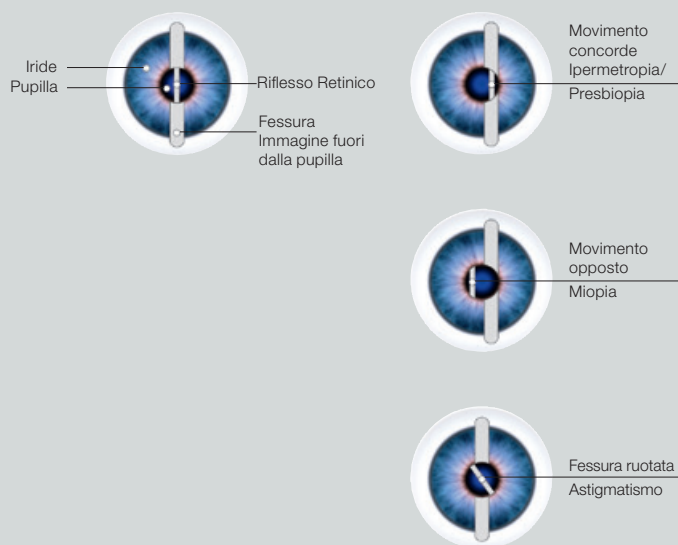 Iride
Pupilla
Riflesso Retinico
Fessura
Immagine fuori
dalla pupilla
Movimento
concorde
Ipermetropia/
Presbiopia
Movimento
opposto
Miopia
Fessura ruotata
Astigmatismo